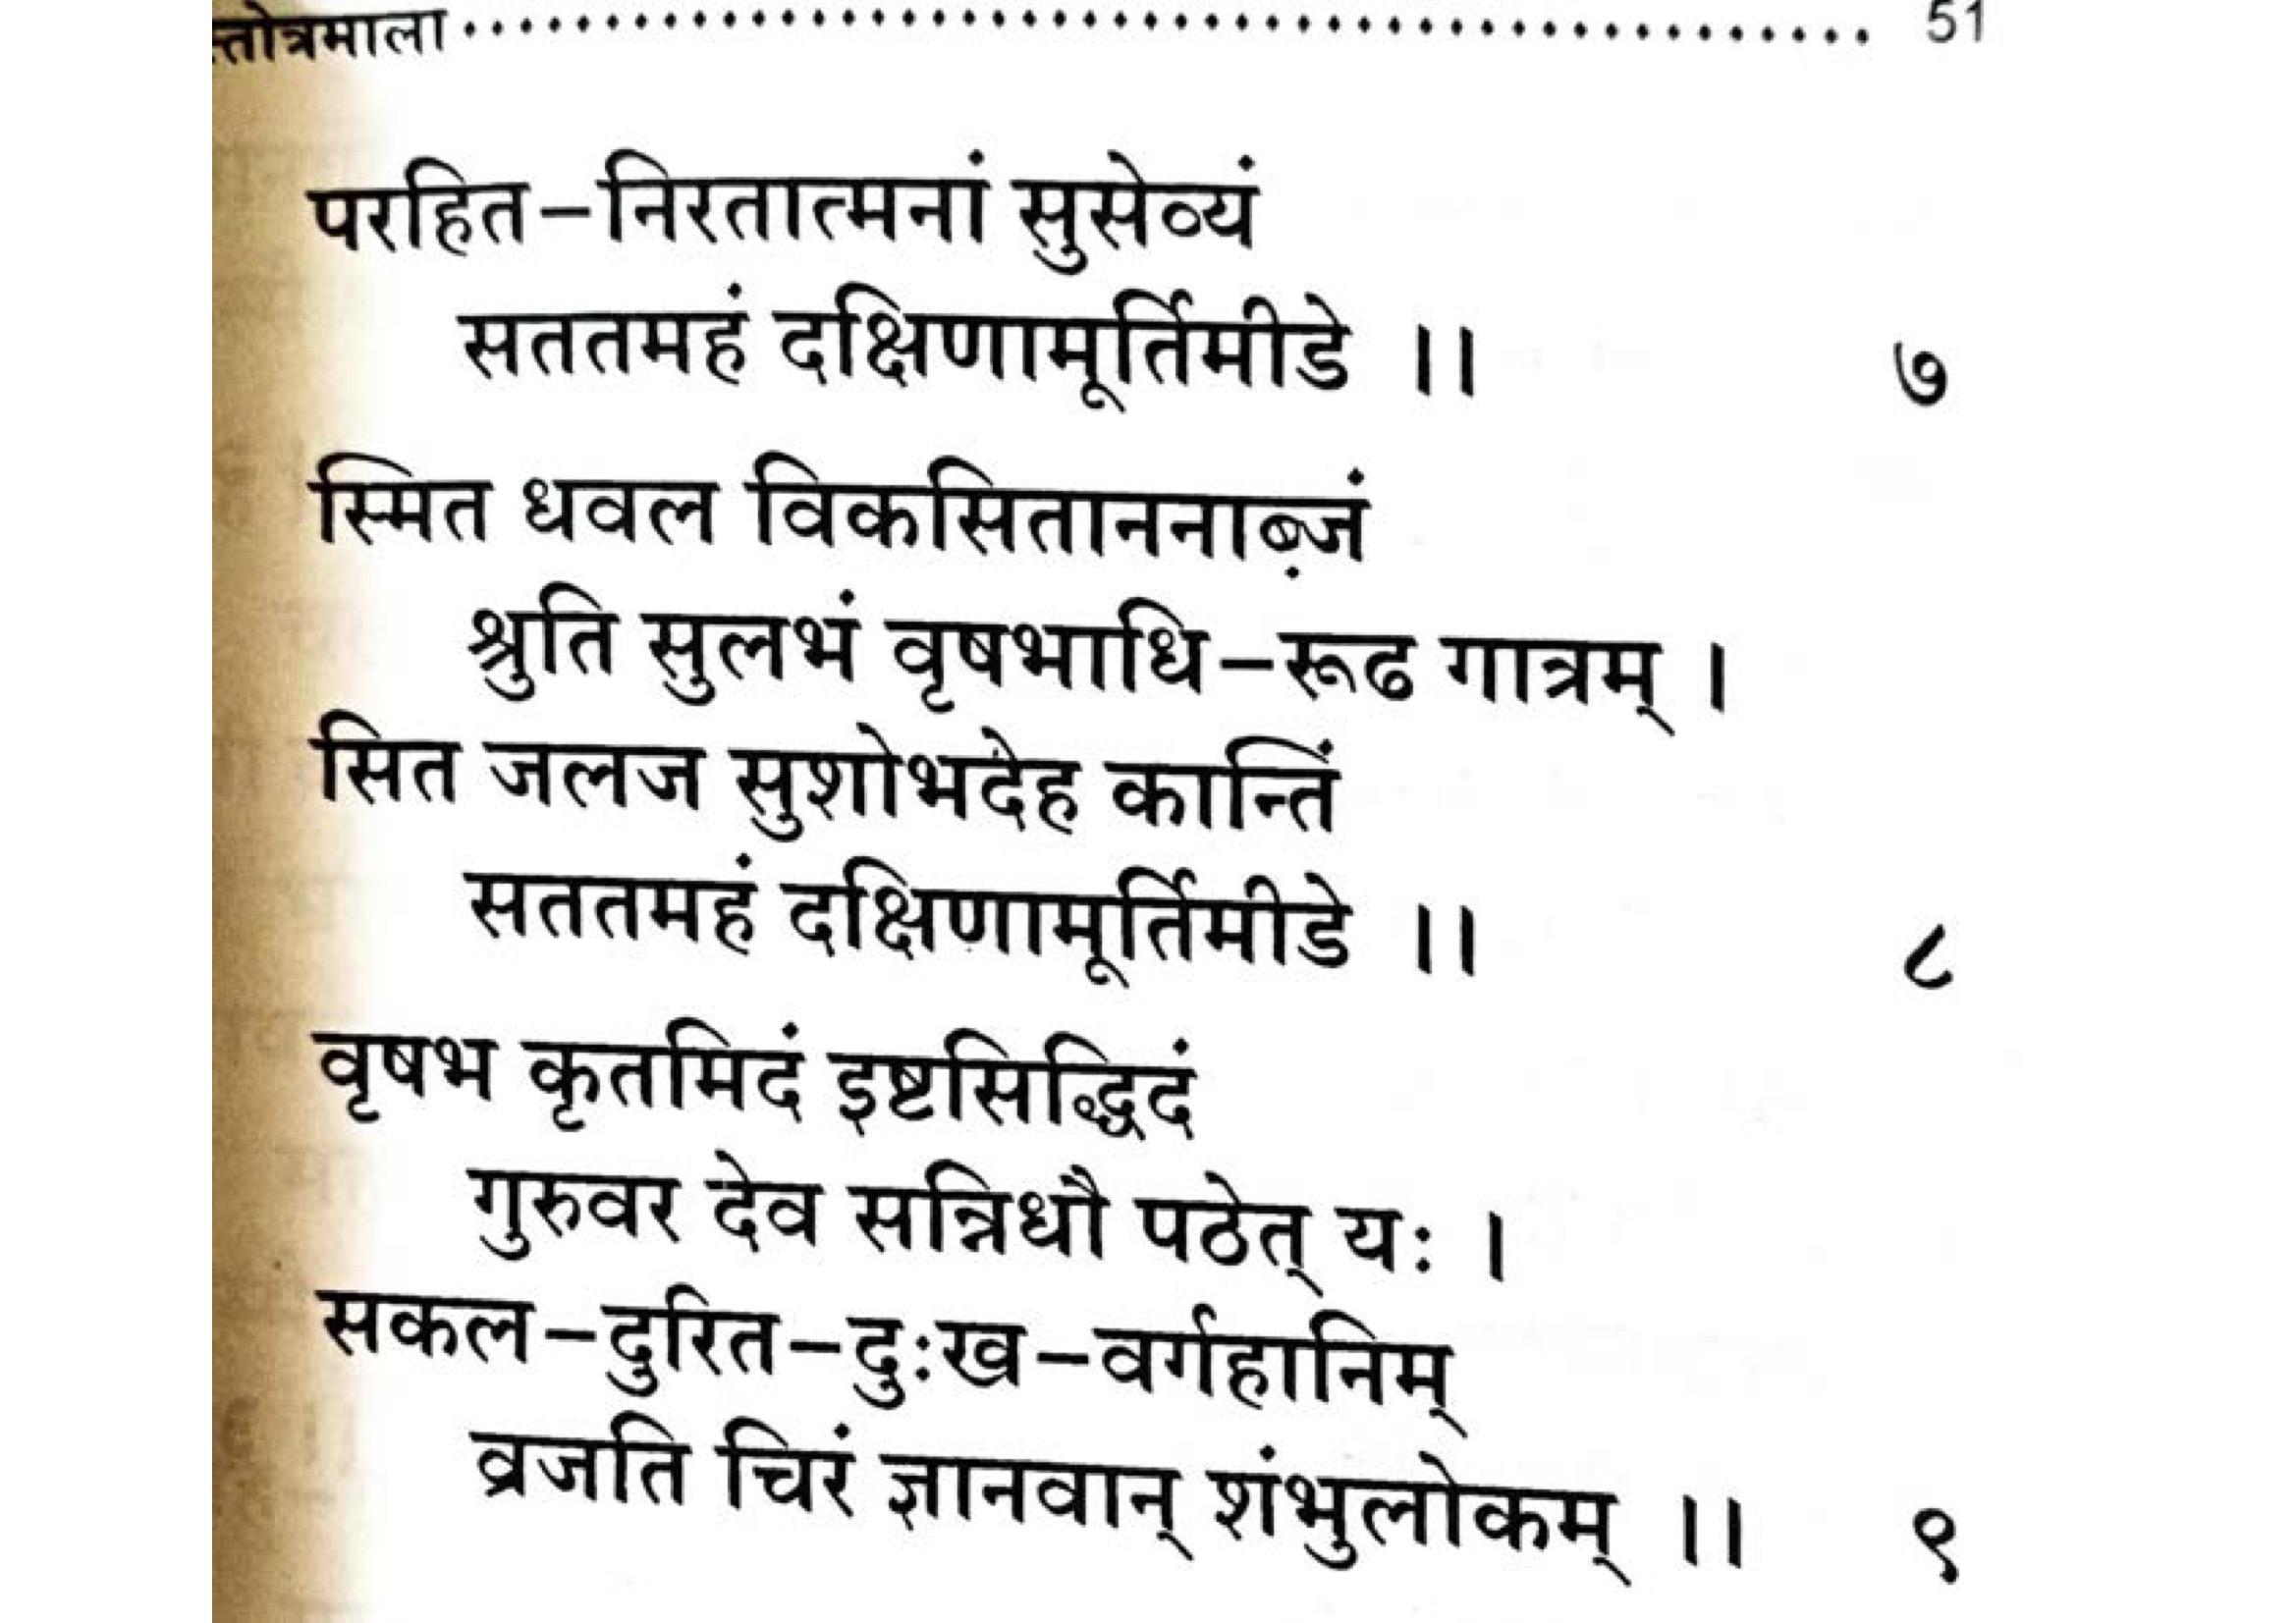 स्तोत्रमाला .................................................. 51
परहित-निरतात्मनां सुसेव्यं
सततमहं दक्षिणामूर्तिमीडे ।। ७
स्मित धवल विकसिताननाब्जं
श्रुति सुलभं वृषभाधि-रूढ गात्रम् ।
सित जलज सुशोभदेह कान्तिं
सततमहं दक्षिणामूर्तिमीडे ।। ८
वृषभ कृतमिदं इष्टसिद्धिदं
गुरुवर देव सन्निधौ पठेत् यः ।
सकल-दुरित-दुःख-वर्गहानिम्
व्रजति चिरं ज्ञानवान् शंभुलोकम् ।। ९